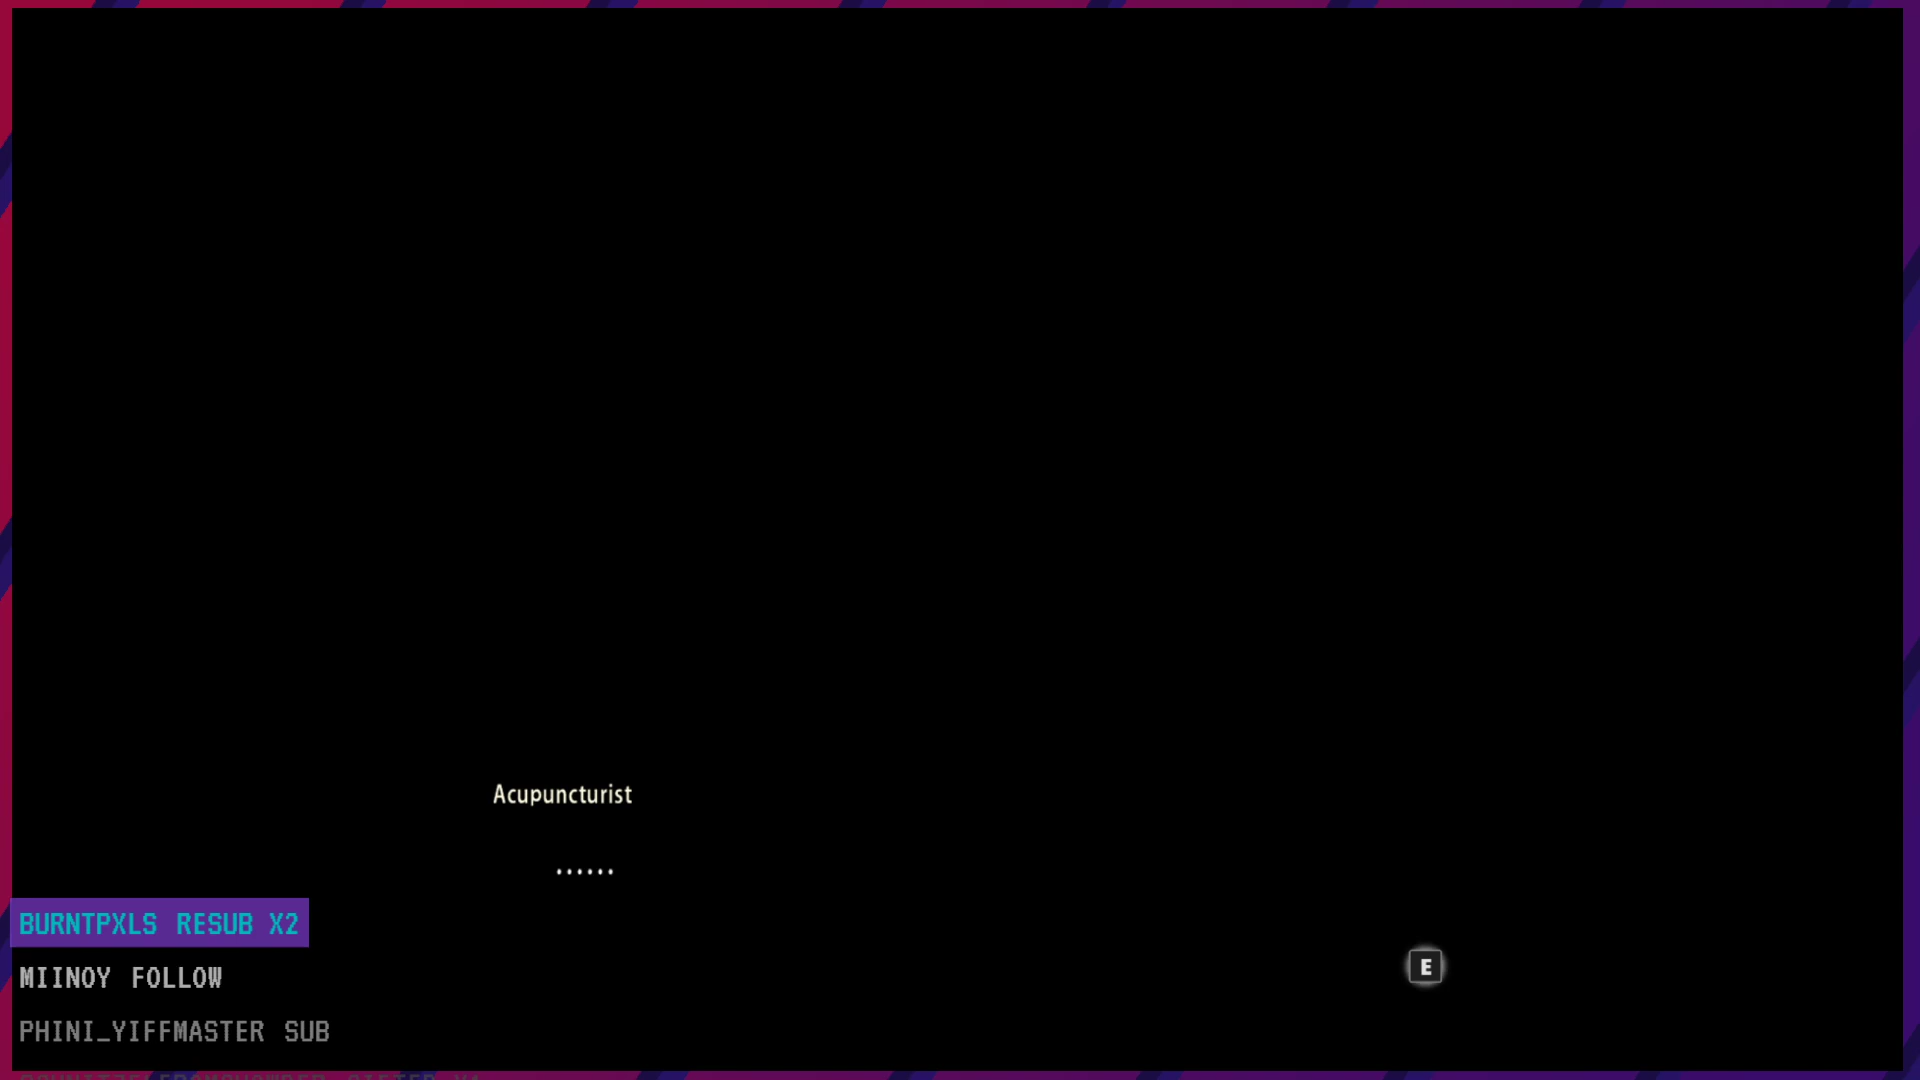 Acupuncturist
......
BURNTPXLS RESUB X2
MIINOY FOLLOW
E
PHINI_YIFFMASTER SUB